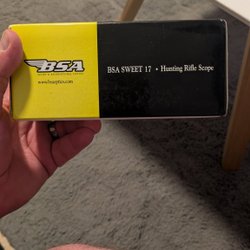 BSA
www.bsaoptics.com
BSA SWEET 17 • Hunting Rifle Scope